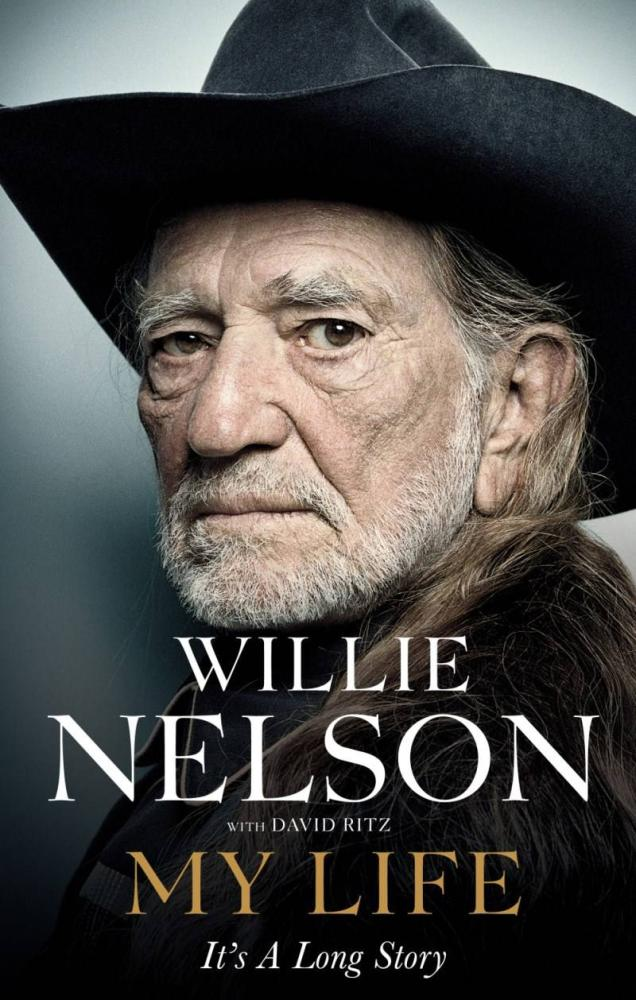 WILLIE
NELSON
WITH DAVID RITZ
MY LIFE
It's A Long Story